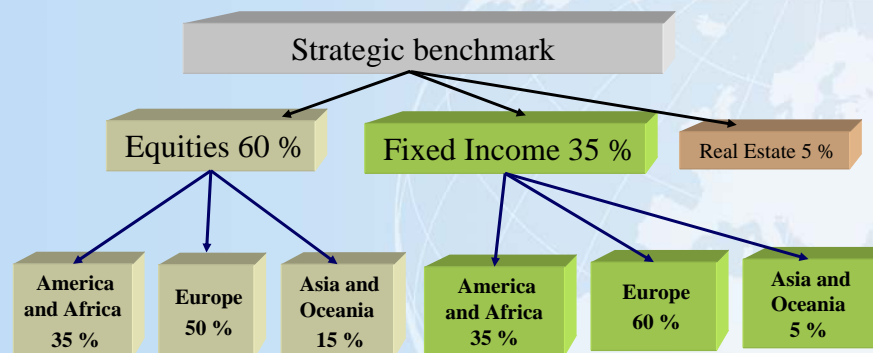 Strategic benchmark
Equities 60 %
Fixed Income 35 %
Real Estate 5 %
America
and Africa
35 %
Europe
50 %
Asia and
Oceania
15 %
America
and Africa
35 %
Europe
60 %
Asia and
Oceania
5 %